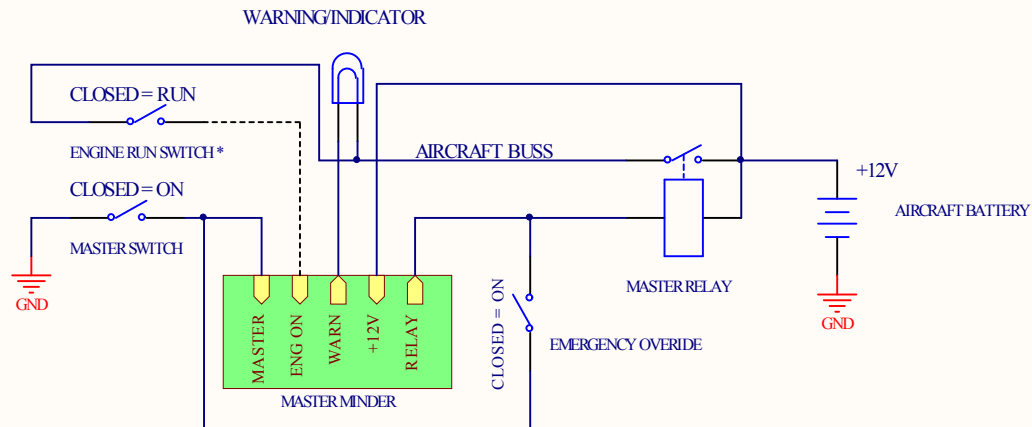 WARNING/INDICATOR
CLOSED = RUN
ENGINE RUN SWITCH *
AIRCRAFT BUSS
+12V
CLOSED = ON
AIRCRAFT BATTERY
MASTER SWITCH
MASTER RELAY
GND
GND
MASTER
ENG ON
WARN
+12V
RELAY
CLOSED = ON
EMERGENCY OVERIDE
MASTER MINDER